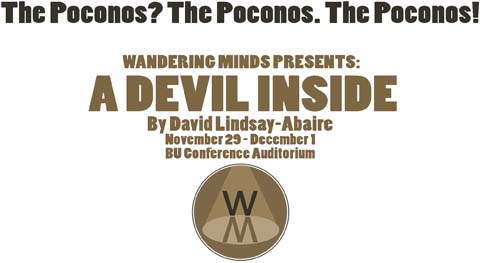 The Poconos? The Poconos. The Poconos!
WANDERING MINDS PRESENTS:
A DEVIL INSIDE
By David Lindsay-Abaire
November 29 - December 1
BU Conference Auditorium
W
M